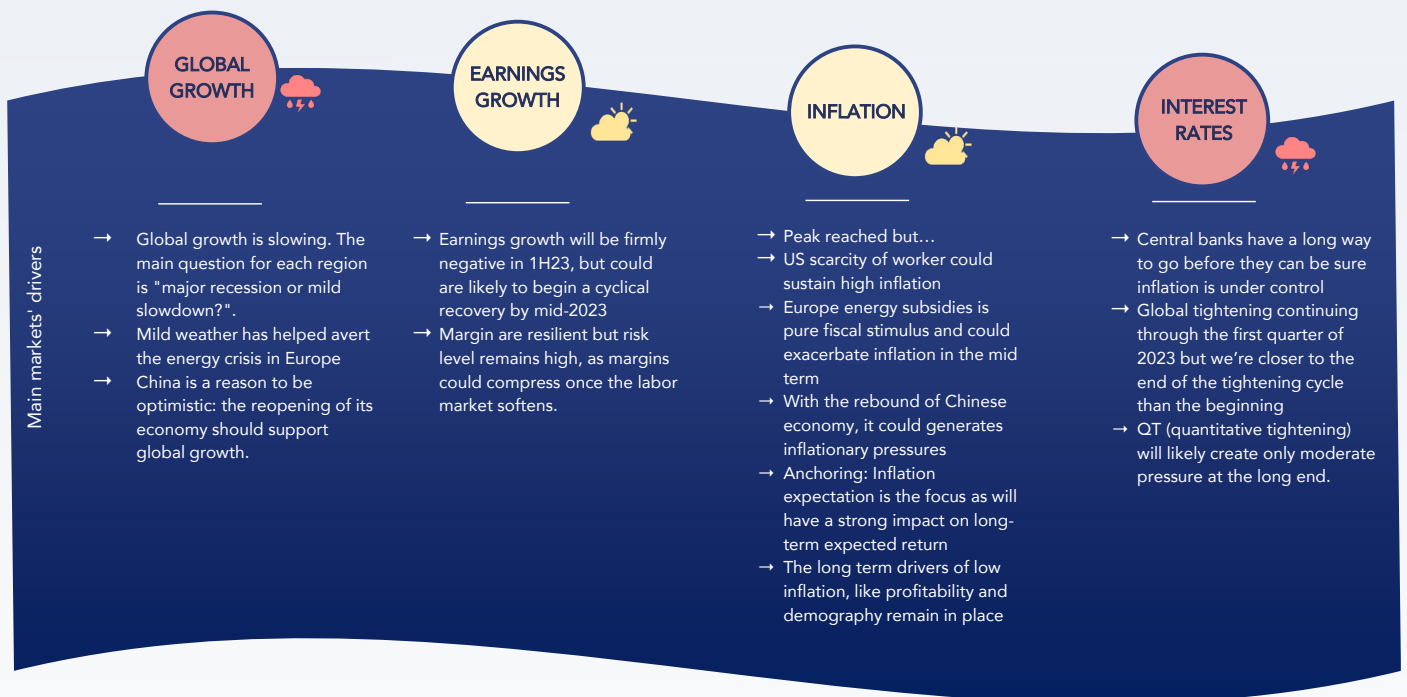 GLOBAL
GROWTH
EARNINGS
GROWTH
INFLATION
INTEREST
RATES
Main markets' drivers
→ Global growth is slowing. The
main question for each region
is "major recession or mild
slowdown?".
→ Mild weather has helped avert
the energy crisis in Europe
→ China is a reason to be
optimistic: the reopening of its
economy should support
global growth.
→ Earnings growth will be firmly
negative in 1H23, but could
are likely to begin a cyclical
recovery by mid-2023
→ Margin are resilient but risk
level remains high, as margins
could compress once the labor
market softens.
→ Peak reached but…
→ US scarcity of worker could
sustain high inflation
→ Europe energy subsidies is
pure fiscal stimulus and could
exacerbate inflation in the mid
term
→ With the rebound of Chinese
economy, it could generates
inflationary pressures
→ Anchoring: Inflation
expectation is the focus as will
have a strong impact on long-
term expected return
→ The long term drivers of low
inflation, like profitability and
demography remain in place
→ Central banks have a long way
to go before they can be sure
inflation is under control
→ Global tightening continuing
through the first quarter of
2023 but we’re closer to the
end of the tightening cycle
than the beginning
→ QT (quantitative tightening)
will likely create only moderate
pressure at the long end.